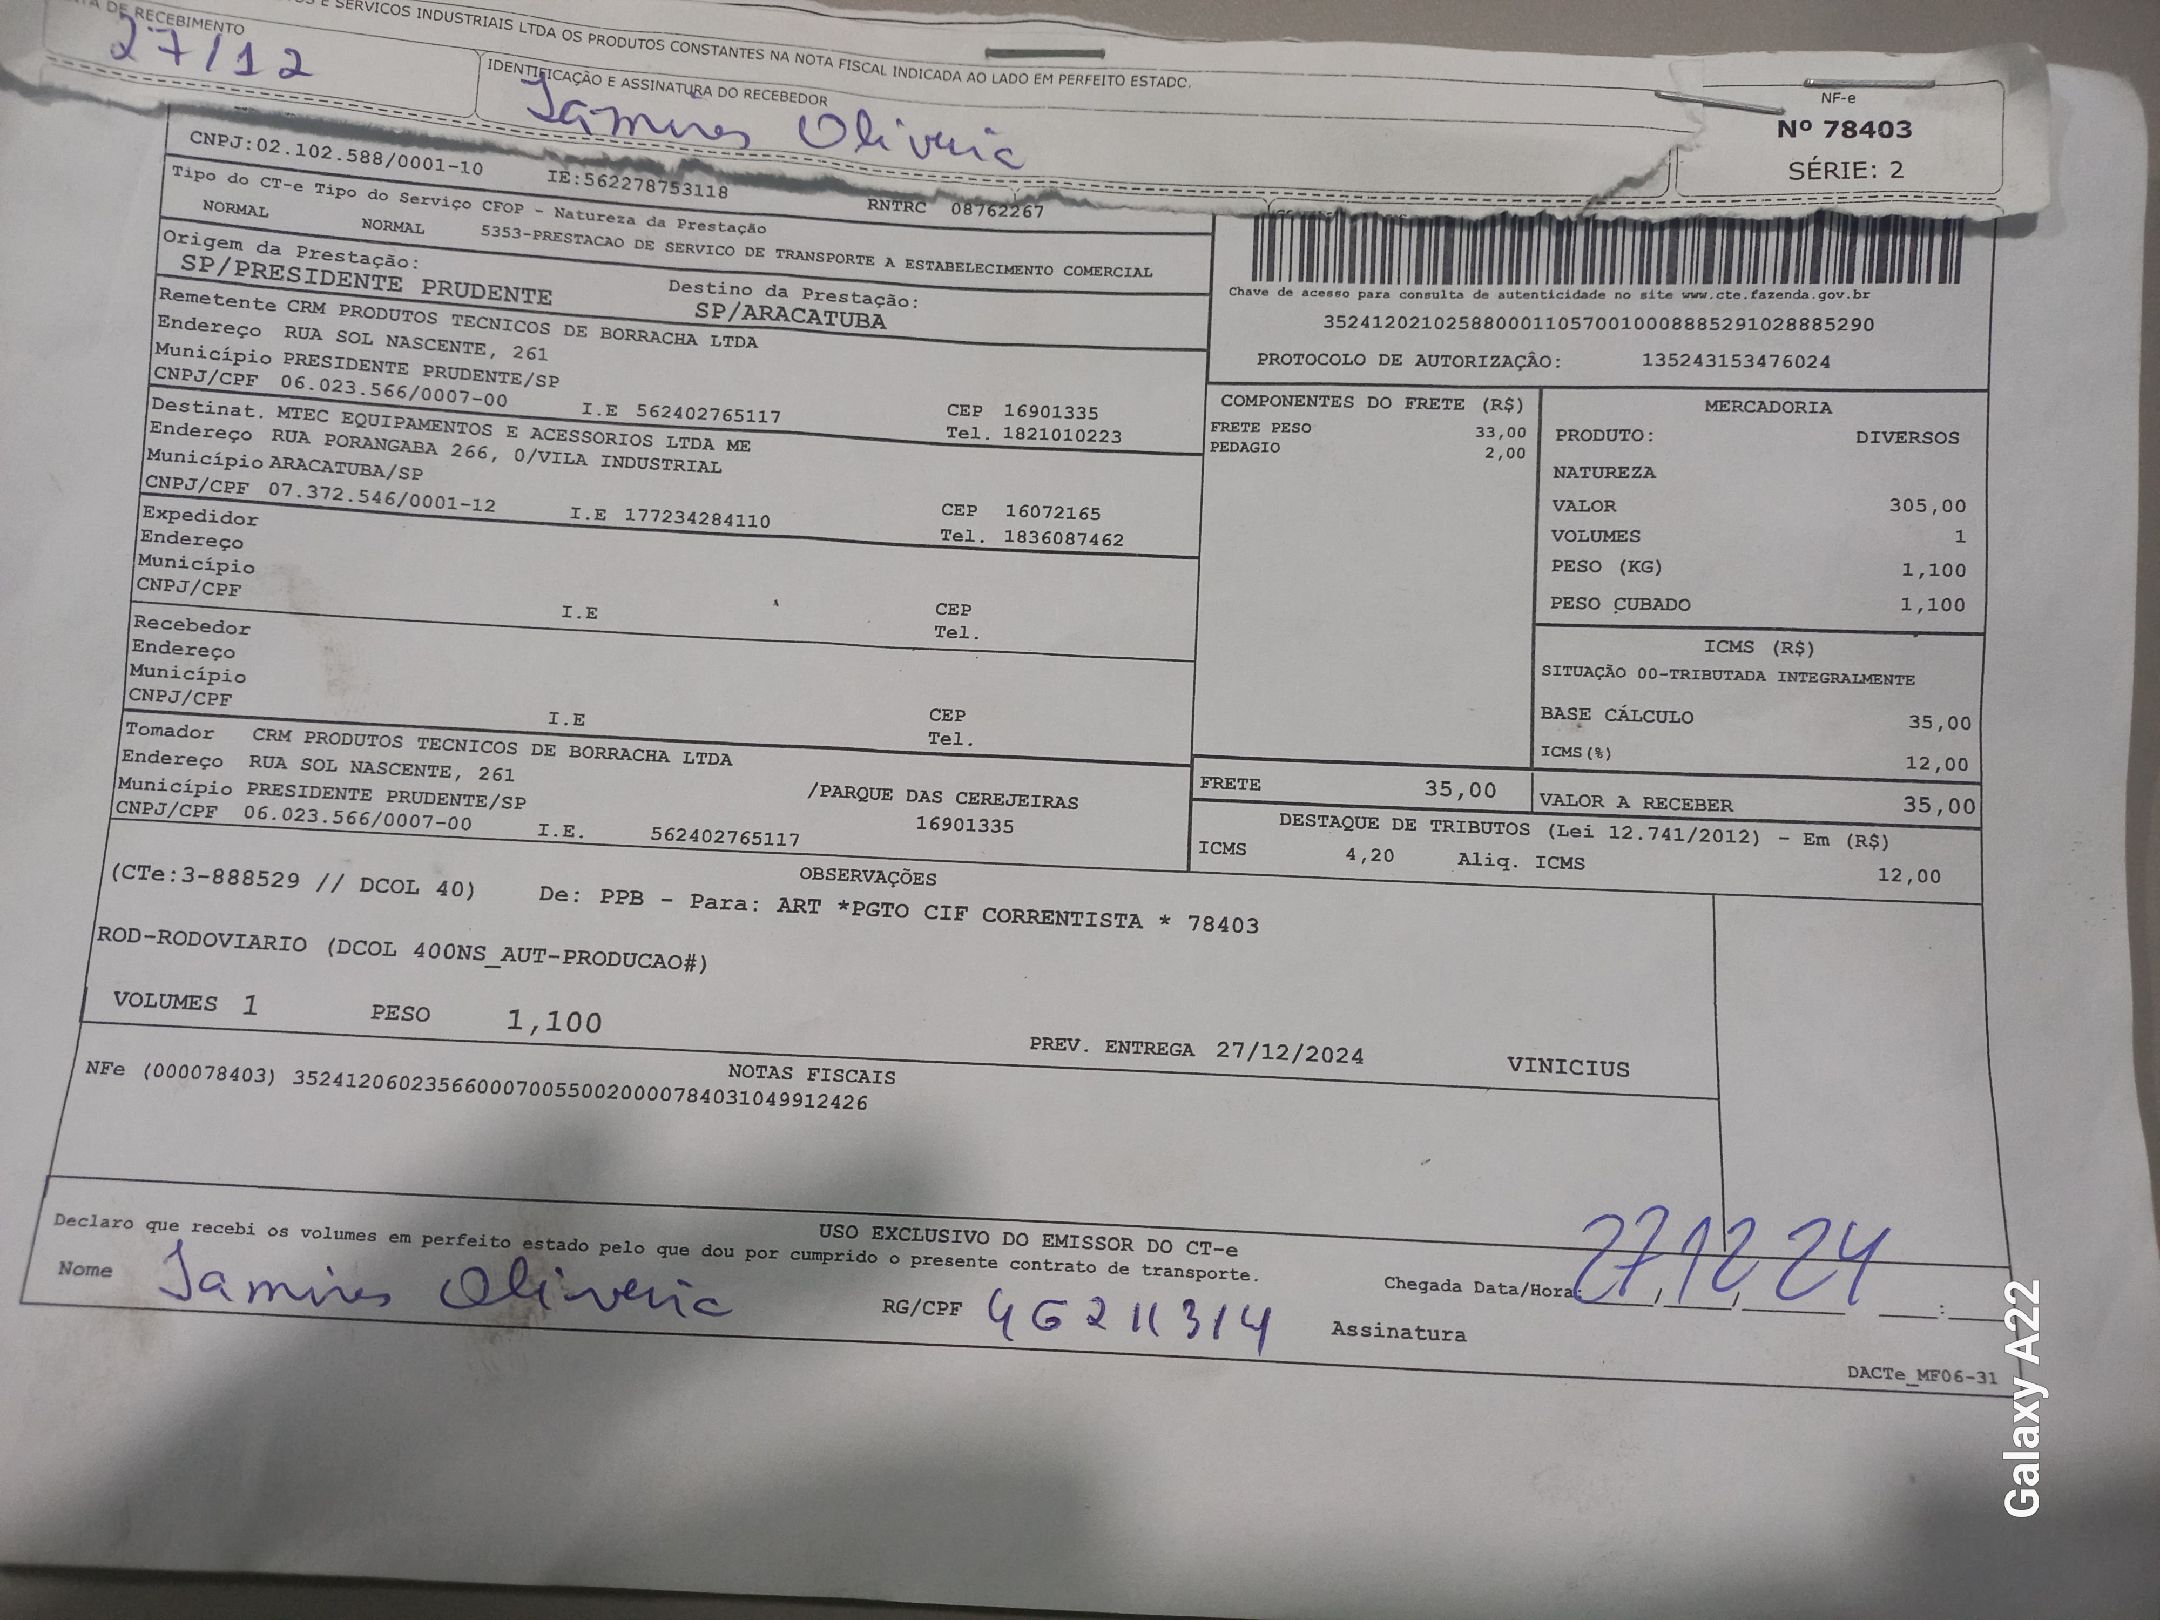 E SERVICOS INDUSTRIAIS LTDA OS PRODUTOS CONSTANTES NA NOTA FISCAL INDICADA AO LADO EM PERFEITO ESTADO.
DE RECEBIMENTO
27/12
IDENTIFICAÇÃO E ASSINATURA DO RECEBEDOR
Tamires Oliveira
NF-e
Nº 78403
SÉRIE: 2
CNPJ:02.102.588/0001-10 IE:562278753118 RNTRC 08762267
Tipo do CT-e Tipo do Serviço CFOP - Natureza da Prestação
NORMAL NORMAL 5353-PRESTACAO DE SERVICO DE TRANSPORTE A ESTABELECIMENTO COMERCIAL
Origem da Prestação: Destino da Prestação:
SP/PRESIDENTE PRUDENTE SP/ARACATUBA
Chave de acesso para consulta de autenticidade no site www.cte.fazenda.gov.br
35241202102588000110570010008885291028885290
PROTOCOLO DE AUTORIZAÇÃO: 135243153476024
Remetente CRM PRODUTOS TECNICOS DE BORRACHA LTDA
Endereço RUA SOL NASCENTE, 261
Município PRESIDENTE PRUDENTE/SP CEP 16901335
CNPJ/CPF 06.023.566/0007-00 I.E 562402765117 Tel. 1821010223
Destinat. MTEC EQUIPAMENTOS E ACESSORIOS LTDA ME
Endereço RUA PORANGABA 266, 0/VILA INDUSTRIAL
Município ARACATUBA/SP CEP 16072165
CNPJ/CPF 07.372.546/0001-12 I.E 177234284110 Tel. 1836087462
Expedidor
Endereço
Município CEP
CNPJ/CPF I.E Tel.
Recebedor
Endereço
Município CEP
CNPJ/CPF I.E Tel.
Tomador CRM PRODUTOS TECNICOS DE BORRACHA LTDA
Endereço RUA SOL NASCENTE, 261 /PARQUE DAS CEREJEIRAS
Município PRESIDENTE PRUDENTE/SP 16901335
CNPJ/CPF 06.023.566/0007-00 I.E. 562402765117
COMPONENTES DO FRETE (R$)
FRETE PESO 33,00
PEDAGIO 2,00
MERCADORIA
PRODUTO: DIVERSOS
NATUREZA
VALOR 305,00
VOLUMES 1
PESO (KG) 1,100
PESO CUBADO 1,100
ICMS (R$)
SITUAÇÃO 00-TRIBUTADA INTEGRALMENTE
BASE CÁLCULO 35,00
ICMS(%) 12,00
FRETE 35,00 VALOR A RECEBER 35,00
DESTAQUE DE TRIBUTOS (Lei 12.741/2012) - Em (R$)
ICMS 4,20 Aliq. ICMS 12,00
OBSERVAÇÕES
(CTe:3-888529 // DCOL 40) De: PPB - Para: ART *PGTO CIF CORRENTISTA * 78403
ROD-RODOVIARIO (DCOL 400NS_AUT-PRODUCAO#)
VOLUMES 1 PESO 1,100 PREV. ENTREGA 27/12/2024 VINICIUS
NOTAS FISCAIS
NFe (000078403) 35241206023566000700550020000784031049912426
USO EXCLUSIVO DO EMISSOR DO CT-e
Declaro que recebi os volumes em perfeito estado pelo que dou por cumprido o presente contrato de transporte.
Nome Tamires Oliveira RG/CPF 46211314 Chegada Data/Hora: 27/12/24 :
Assinatura
DACTe_MF06-31
Galaxy A22